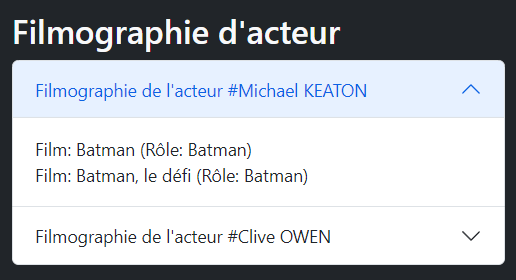 Filmographie d'acteur
Filmographie de l'acteur #Michael KEATON
Film: Batman (Rôle: Batman)
Film: Batman, le défi (Rôle: Batman)
Filmographie de l'acteur #Clive OWEN